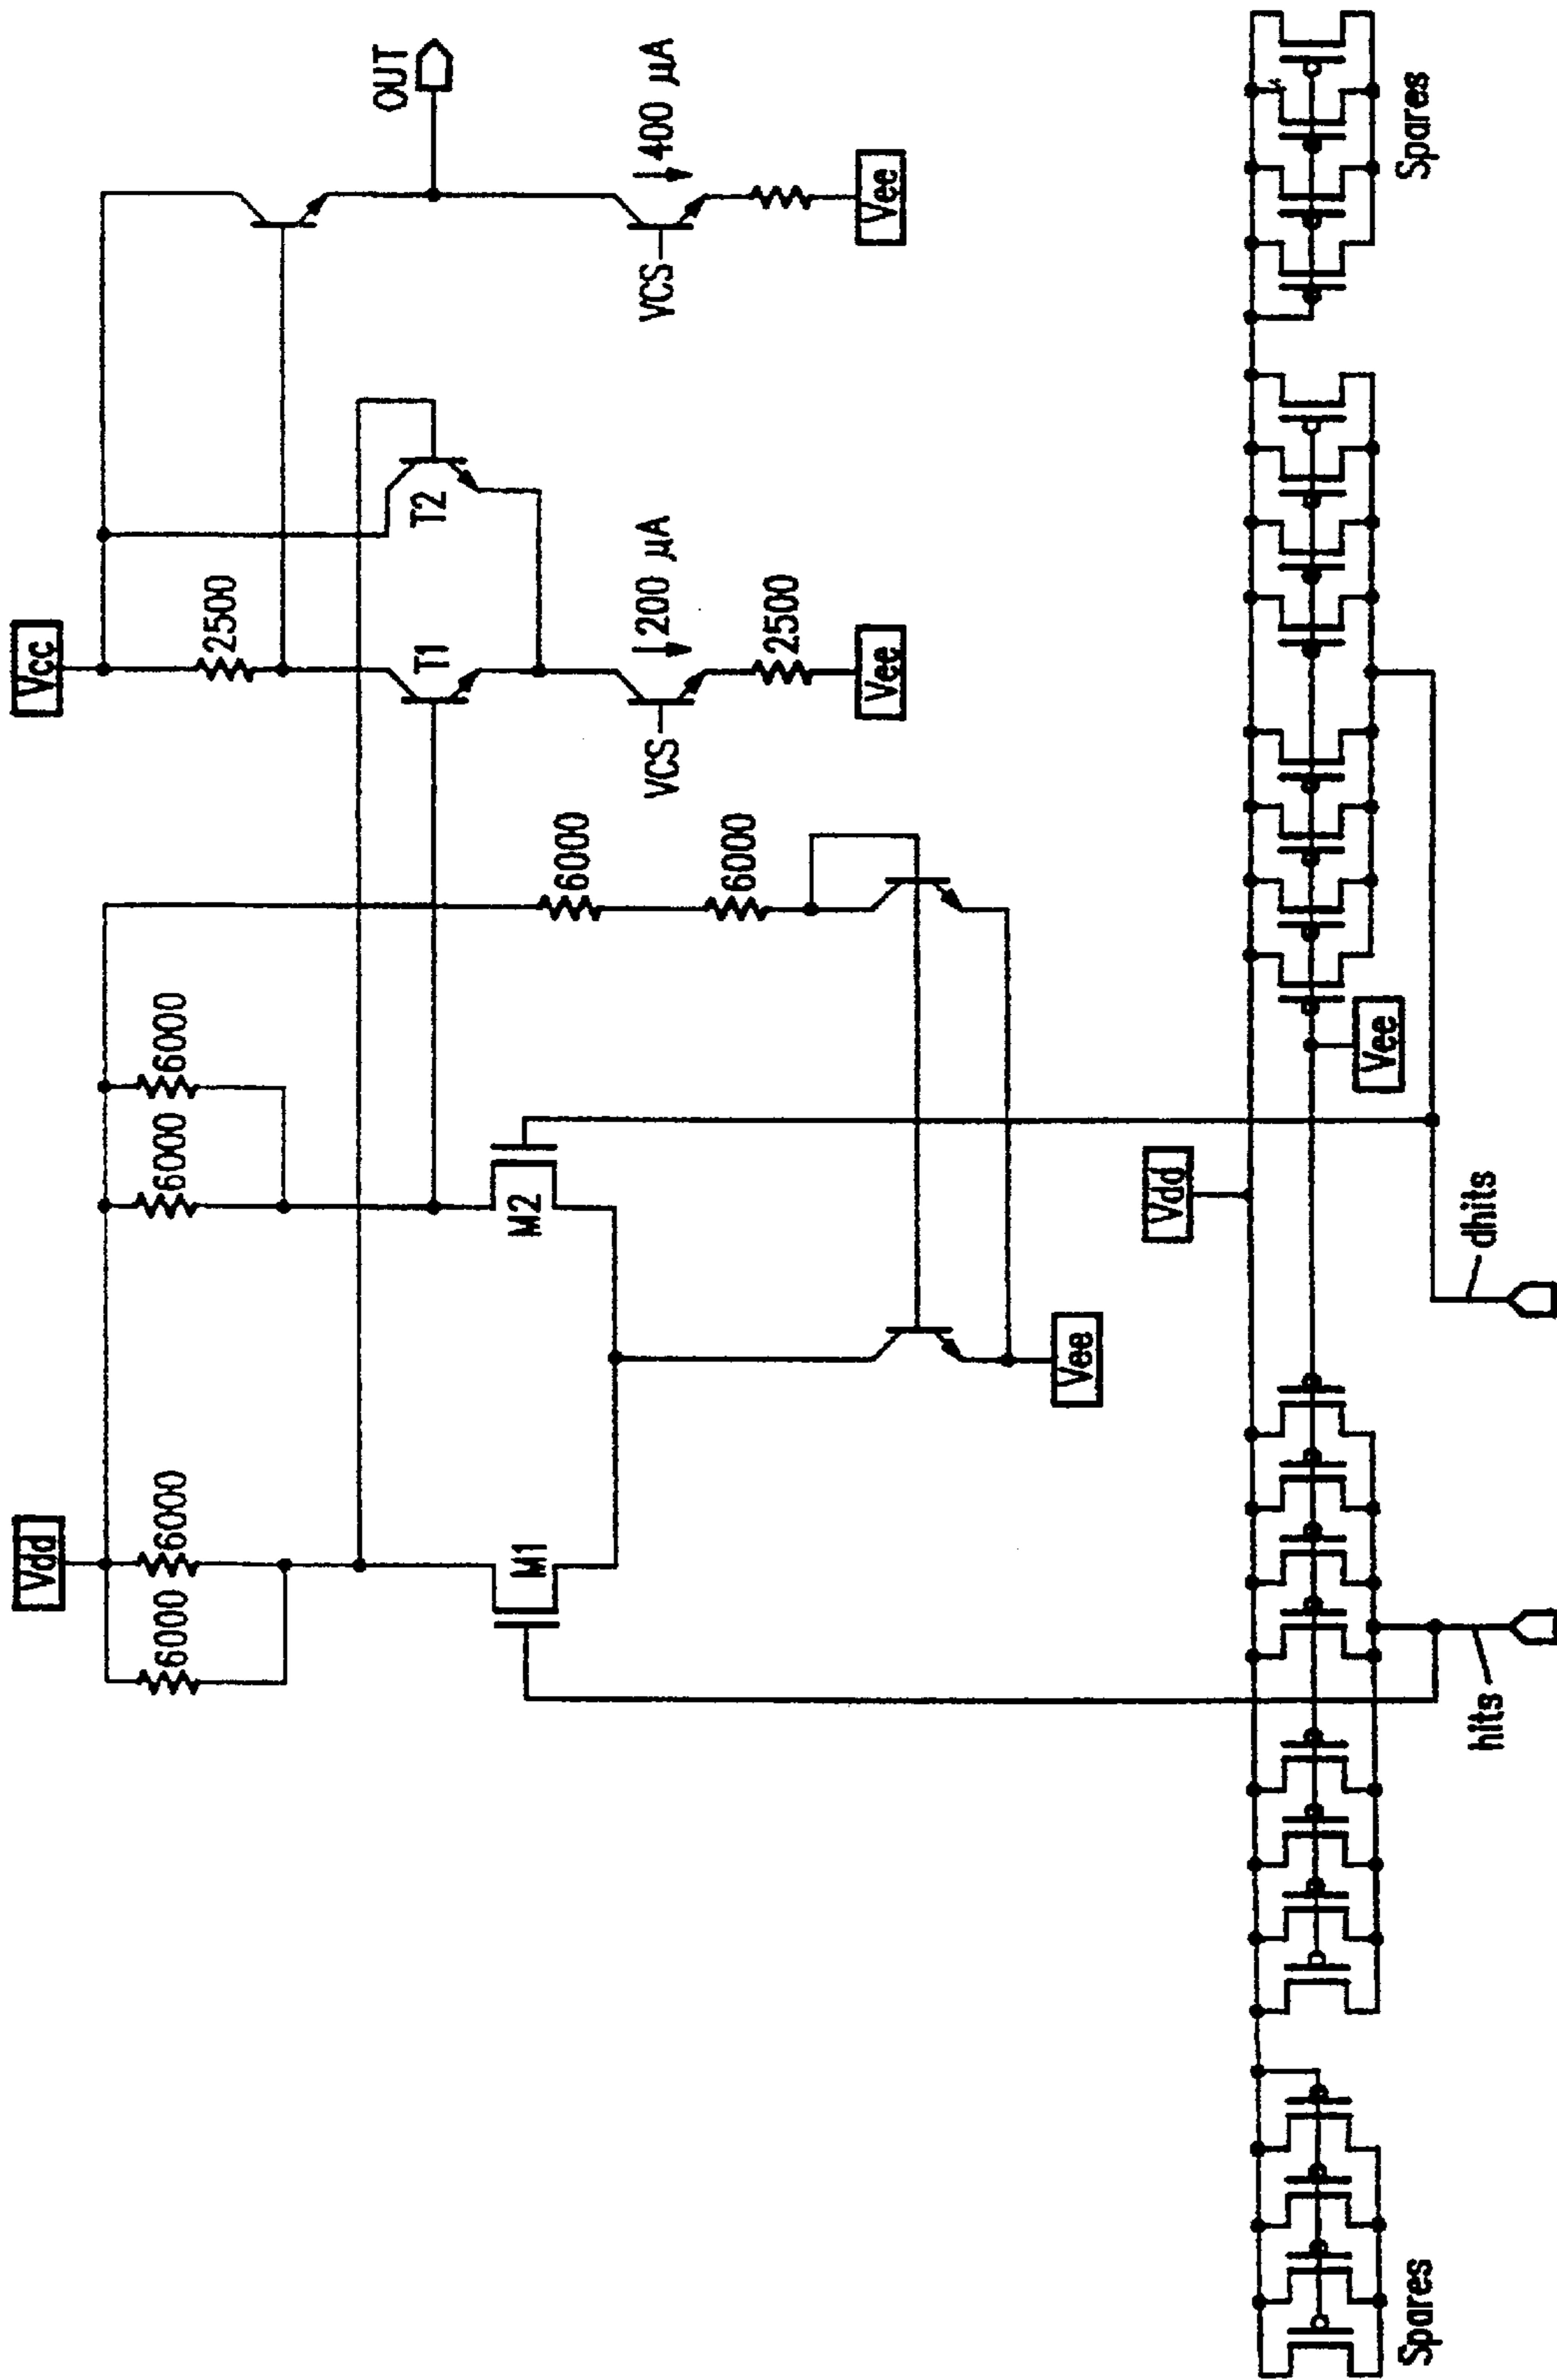 Vcc
2500
T1
T2
OUT
VCS
200 μA
2500
Vee
VCS
400 μA
Vee
Vdd
6000
6000
6000
6000
6000
6000
M1
M2
Vee
Vdd
Vee
dhits
hits
Spares
Spares